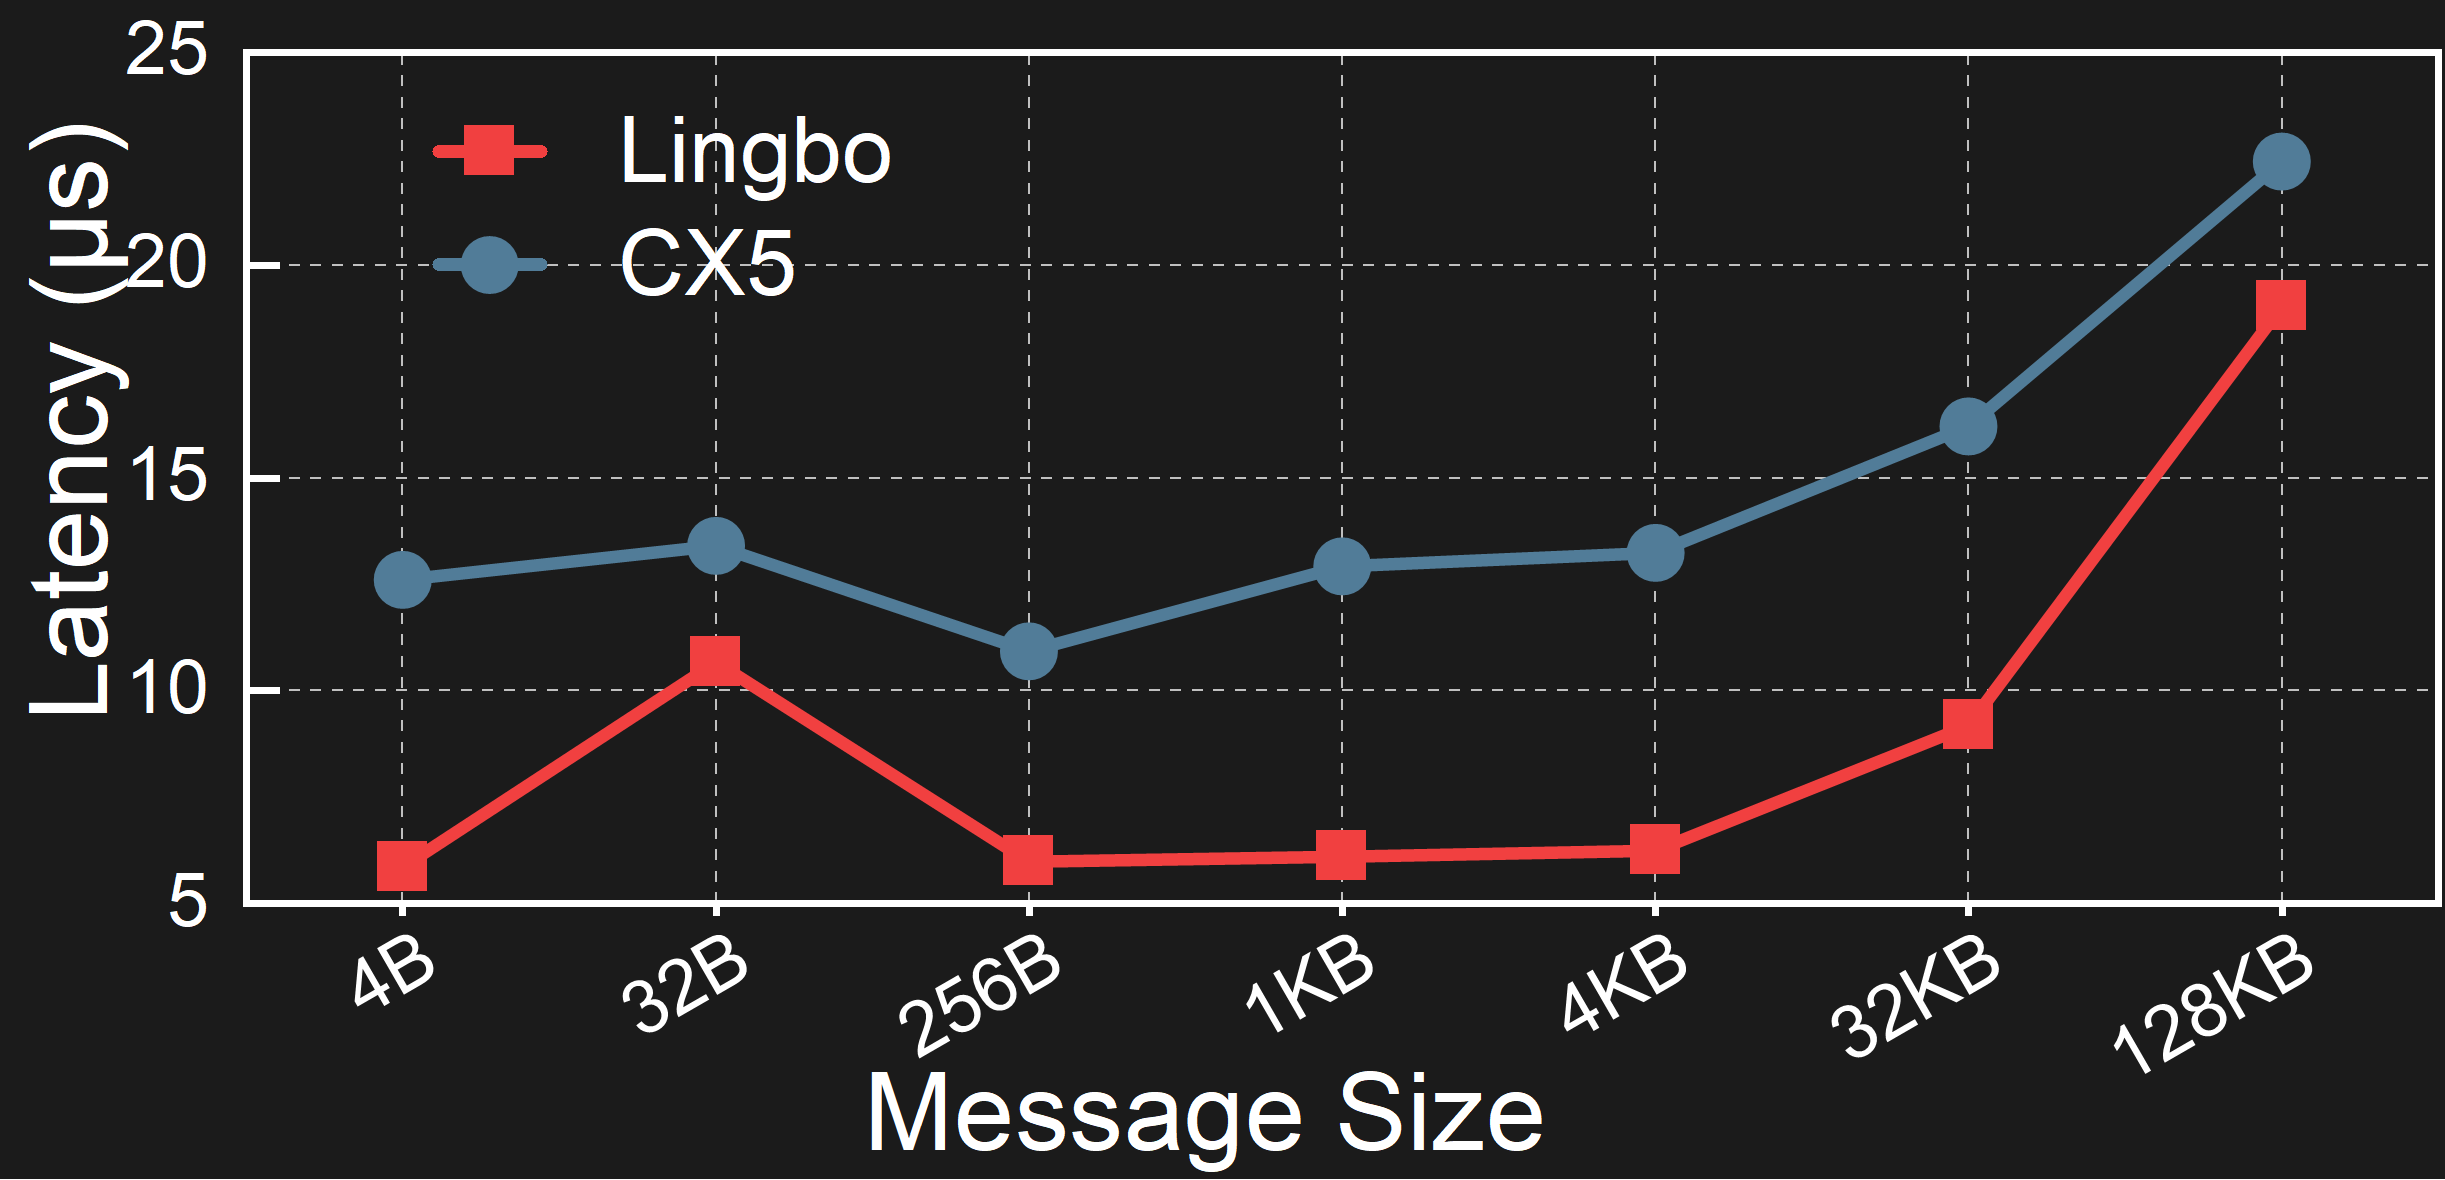 25
20
15
10
5
Latency (μs)
Lingbo
CX5
4B
32B
256B
1KB
4KB
32KB
128KB
Message Size